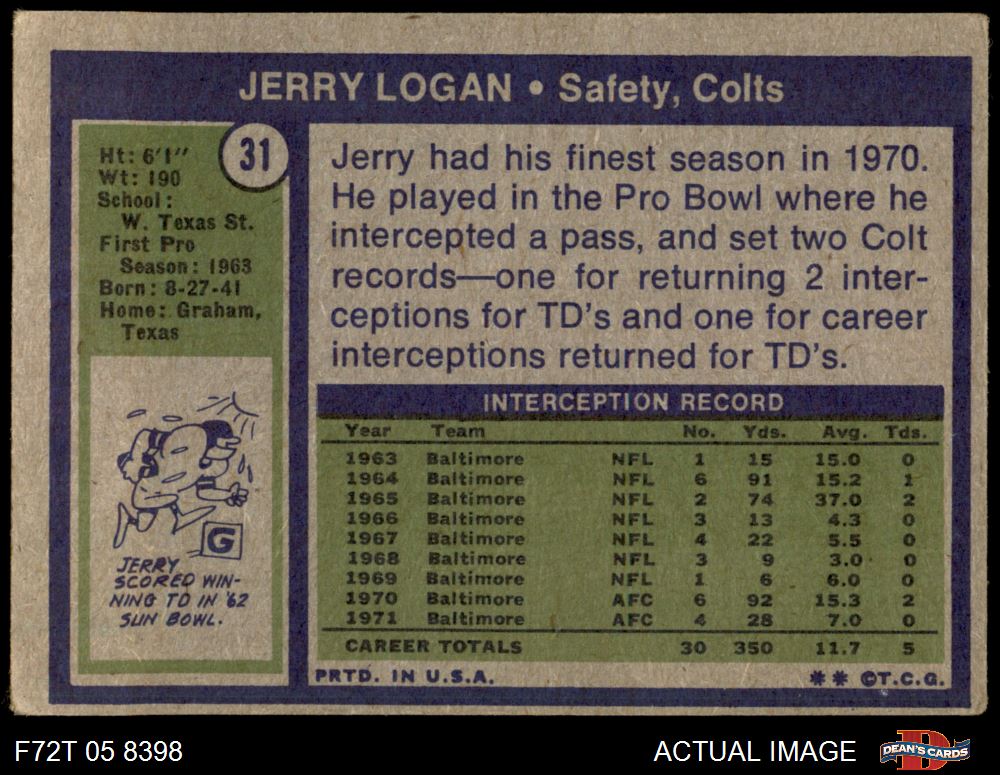 JERRY LOGAN • Safety, Colts
31
Ht: 6'1"
Wt: 190
School:
W. Texas St.
First Pro
Season: 1963
Born: 8-27-41
Home: Graham,
Texas
G
JERRY
SCORED WIN-
NING TD IN '62
SUN BOWL.
Jerry had his finest season in 1970.
He played in the Pro Bowl where he
intercepted a pass, and set two Colt
records—one for returning 2 inter-
ceptions for TD's and one for career
interceptions returned for TD's.
INTERCEPTION RECORD
Year Team No. Yds. Avg. Tds.
1963 Baltimore NFL 1 15 15.0 0
1964 Baltimore NFL 6 91 15.2 1
1965 Baltimore NFL 2 74 37.0 2
1966 Baltimore NFL 3 13 4.3 0
1967 Baltimore NFL 4 22 5.5 0
1968 Baltimore NFL 3 9 3.0 0
1969 Baltimore NFL 1 6 6.0 0
1970 Baltimore AFC 6 92 15.3 2
1971 Baltimore AFC 4 28 7.0 0
CAREER TOTALS 30 350 11.7 5
PRTD. IN U.S.A. ** ©T.C.G.
F72T 05 8398 ACTUAL IMAGE DEAN'S CARDS